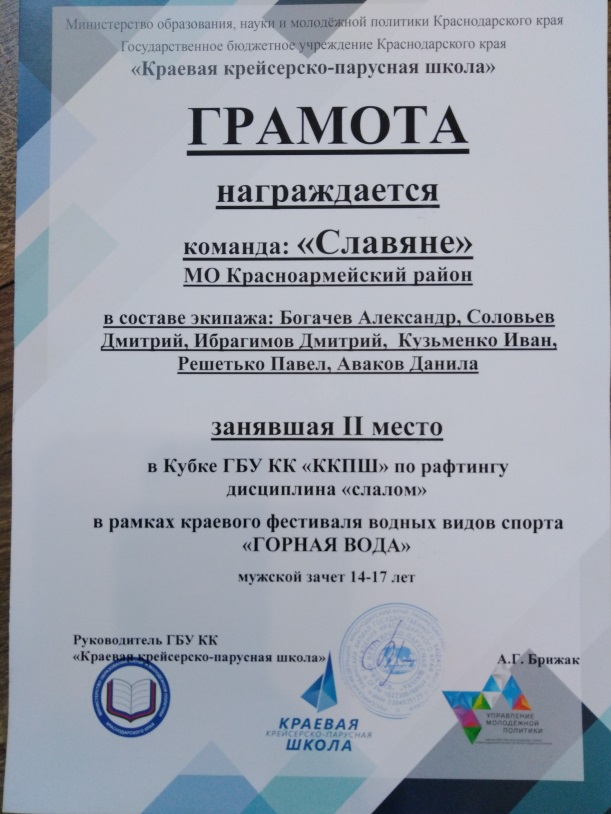 Министерство образования, науки и молодёжной политики Краснодарского края
Государственное бюджетное учреждение Краснодарского края
«Краевая крейсерско-парусная школа»
ГРАМОТА
награждается
команда: «Славяне»
МО Красноармейский район
в составе экипажа: Богачев Александр, Соловьев
Дмитрий, Ибрагимов Дмитрий, Кузьменко Иван,
Решетько Павел, Аваков Данила
занявшая II место
в Кубке ГБУ КК «ККПШ» по рафтингу
дисциплина «слалом»
в рамках краевого фестиваля водных видов спорта
«ГОРНАЯ ВОДА»
мужской зачет 14-17 лет
Руководитель ГБУ КК
«Краевая крейсерско-парусная школа»
А.Г. Брижак
КРАЕВАЯ
КРЕЙСЕРСКО-ПАРУСНАЯ
ШКОЛА
УПРАВЛЕНИЕ
МОЛОДЕЖНОЙ
ПОЛИТИКИ